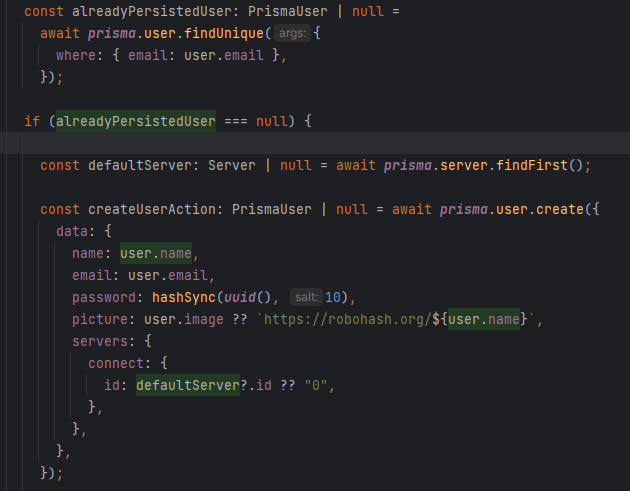 const alreadyPersistedUser: PrismaUser | null =
await prisma.user.findUnique( args: {
where: { email: user.email },
});
if (alreadyPersistedUser === null) {
const defaultServer: Server | null = await prisma.server.findFirst();
const createUserAction: PrismaUser | null = await prisma.user.create({
data: {
name: user.name,
email: user.email,
password: hashSync(uuid(), salt: 10),
picture: user.image ?? `https://robohash.org/${user.name}`,
servers: {
connect: {
id: defaultServer?.id ?? "0",
},
},
},
});